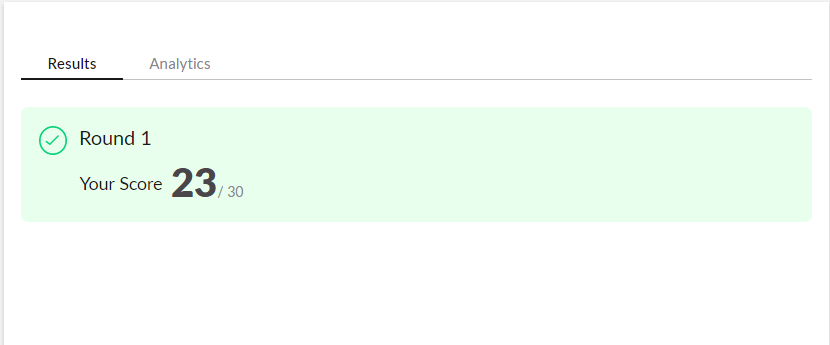 Results Analytics
Round 1
Your Score 23 / 30